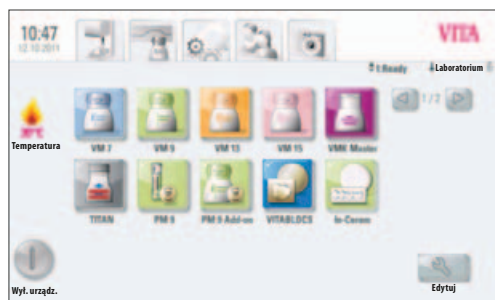 10:47
12.10.2011
VITA
1:Ready
Laboratorium
1/2
Temperatura
VM 7
VM 9
VM 13
VM 15
VMK Master
TITAN
PM 9
PM 9 Add-on
VITABLOCS
In-Ceram
Wył. urządz.
Edytuj